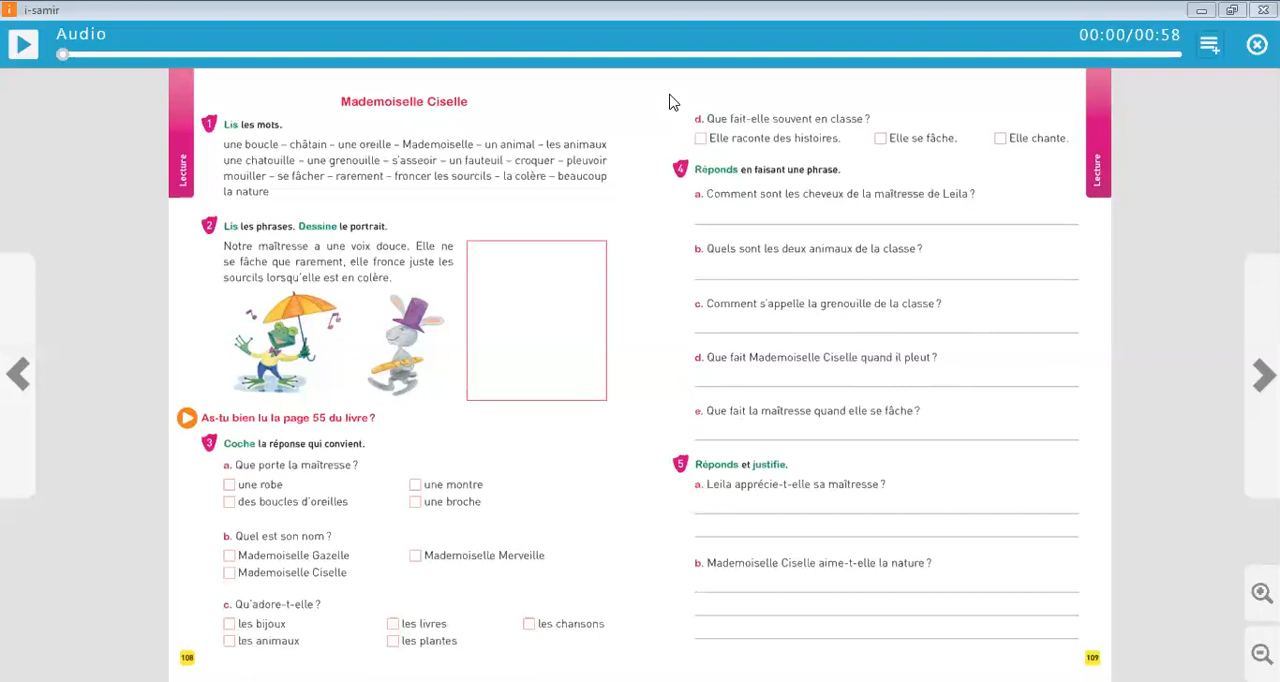 i-samir
Audio
00:00/00:58
Lecture
Mademoiselle Ciselle
1 Lis les mots.
une boucle – châtain – une oreille – Mademoiselle – un animal – les animaux
une chatouille – une grenouille – s'asseoir – un fauteuil – croquer – pleuvoir
mouiller – se fâcher – rarement – froncer les sourcils – la colère – beaucoup
la nature
2 Lis les phrases. Dessine le portrait.
Notre maîtresse a une voix douce. Elle ne
se fâche que rarement, elle fronce juste les
sourcils lorsqu'elle est en colère.
As-tu bien lu la page 55 du livre ?
3 Coche la réponse qui convient.
a. Que porte la maîtresse ?
une robe une montre
des boucles d'oreilles une broche
b. Quel est son nom ?
Mademoiselle Gazelle Mademoiselle Merveille
Mademoiselle Ciselle
c. Qu'adore-t-elle ?
les bijoux les livres les chansons
les animaux les plantes
108
d. Que fait-elle souvent en classe ?
Elle raconte des histoires. Elle se fâche. Elle chante.
4 Réponds en faisant une phrase.
a. Comment sont les cheveux de la maîtresse de Leila ?
b. Quels sont les deux animaux de la classe ?
c. Comment s'appelle la grenouille de la classe ?
d. Que fait Mademoiselle Ciselle quand il pleut ?
e. Que fait la maîtresse quand elle se fâche ?
5 Réponds et justifie.
a. Leila apprécie-t-elle sa maîtresse ?
b. Mademoiselle Ciselle aime-t-elle la nature ?
109
Lecture